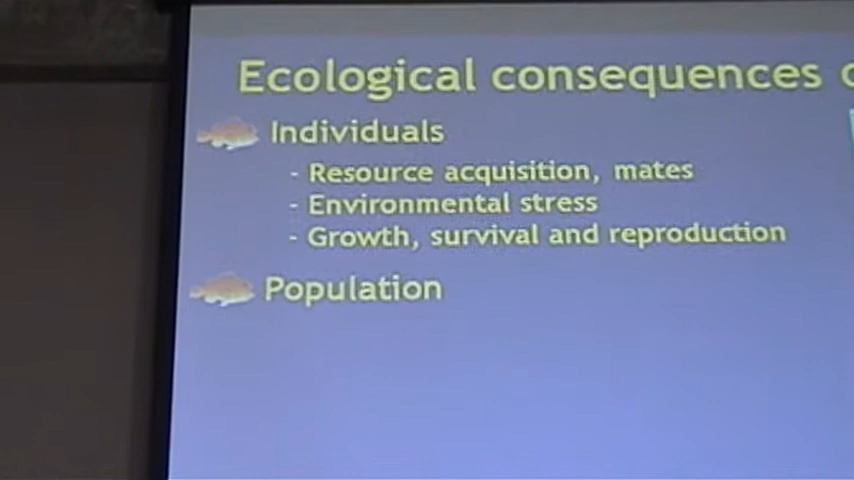 Ecological consequences
Individuals
- Resource acquisition, mates
- Environmental stress
- Growth, survival and reproduction
Population